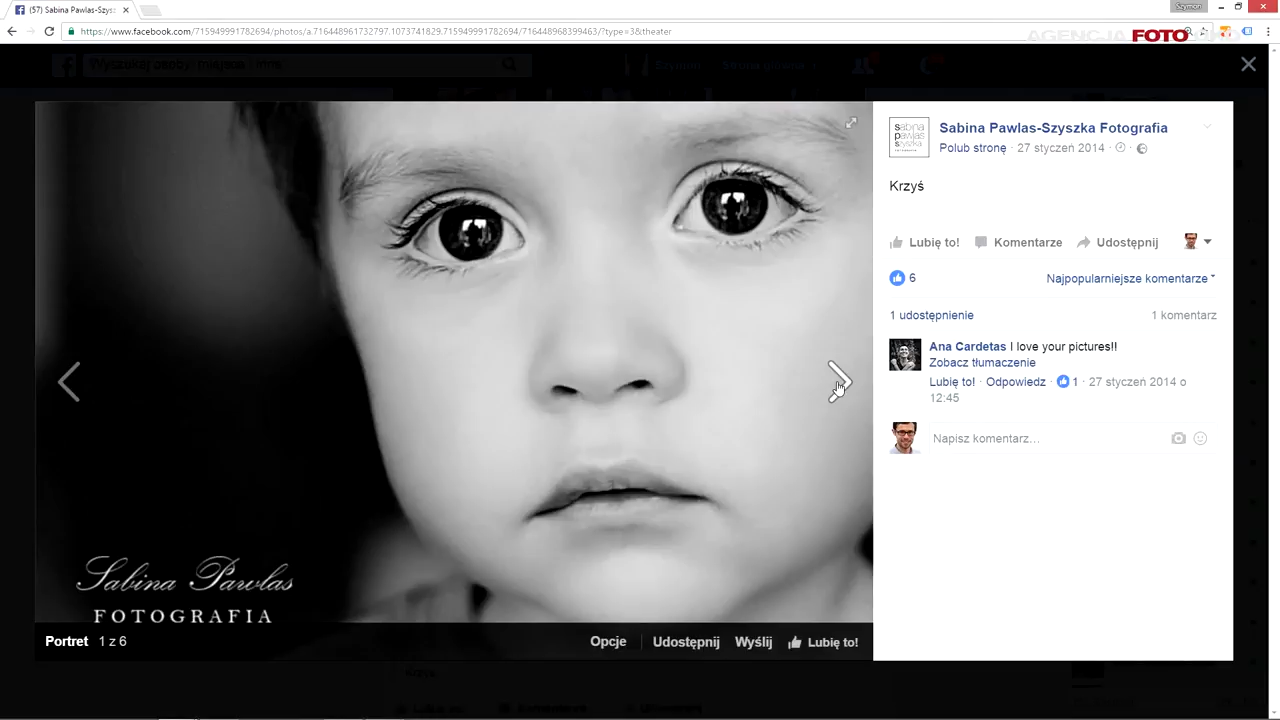 (57) Sabina Pawlas-Szys
Szymon
https://www.facebook.com/715949991782694/photos/a.716448961732797.1073741829.715949991782694/716448968399463/?type=3&theater
AGENCJA FOTO
Sabina Pawlas-Szyszka Fotografia
Polub stronę · 27 styczeń 2014 ·
Krzyś
Lubię to! Komentarze Udostępnij
6 Najpopularniejsze komentarze
1 udostępnienie 1 komentarz
Ana Cardetas I love your pictures!!
Zobacz tłumaczenie
Lubię to! · Odpowiedz · 1 · 27 styczeń 2014 o
12:45
Napisz komentarz...
Sabina Pawlas
FOTOGRAFIA
Portret 1 z 6 Opcje Udostępnij Wyślij Lubię to!